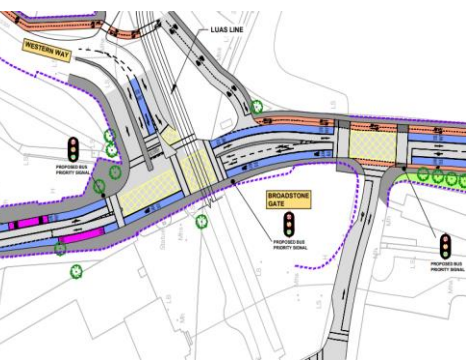 LUAS LINE
WESTERN WAY
PROPOSED BUS
PRIORITY SIGNAL
BROADSTONE
GATE
PROPOSED BUS
PRIORITY SIGNAL
PROPOSED BUS
PRIORITY SIGNAL